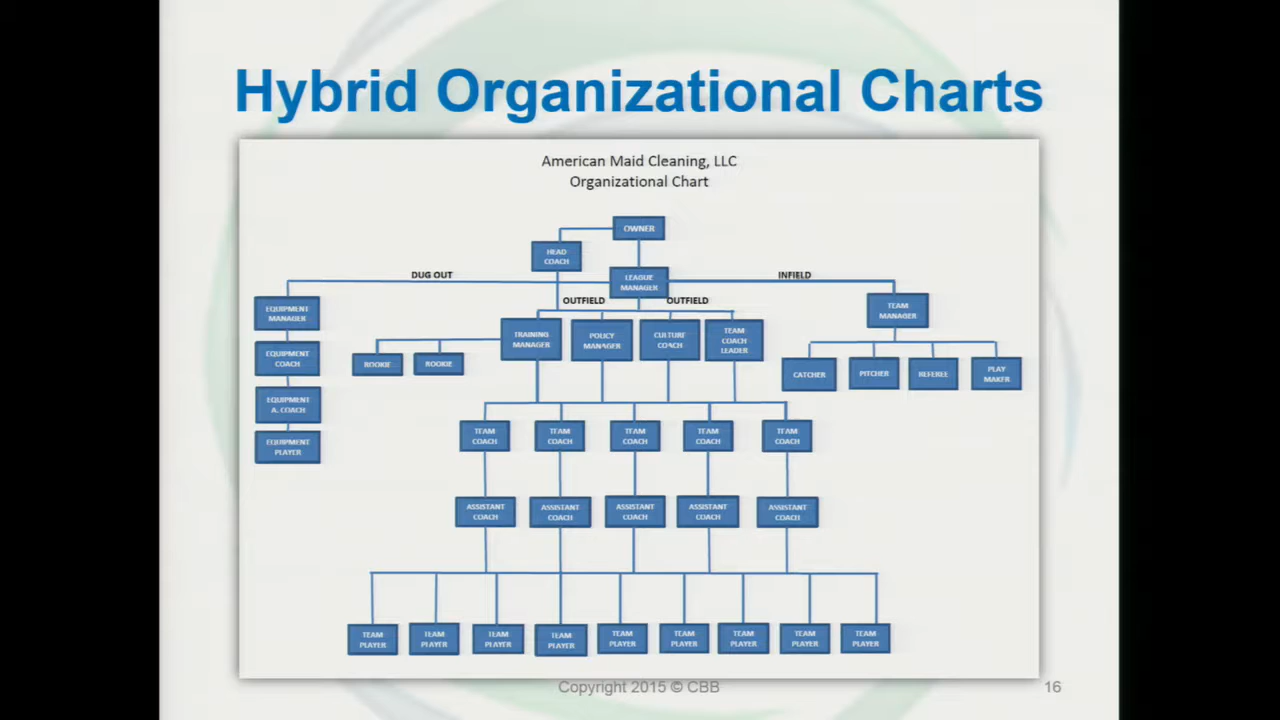 Hybrid Organizational Charts
American Maid Cleaning, LLC
Organizational Chart
OWNER
HEAD
COACH
LEAGUE
MANAGER
DUG OUT
INFIELD
OUTFIELD
OUTFIELD
EQUIPMENT
MANAGER
TEAM
MANAGER
TRAINING
MANAGER
POLICY
MANAGER
CULTURE
COACH
TEAM
COACH
LEADER
EQUIPMENT
COACH
ROOKIE
ROOKIE
CATCHER
PITCHER
REFEREE
PLAY
MAKER
EQUIPMENT
A. COACH
EQUIPMENT
PLAYER
TEAM
COACH
TEAM
COACH
TEAM
COACH
TEAM
COACH
TEAM
COACH
ASSISTANT
COACH
ASSISTANT
COACH
ASSISTANT
COACH
ASSISTANT
COACH
ASSISTANT
COACH
TEAM
PLAYER
TEAM
PLAYER
TEAM
PLAYER
TEAM
PLAYER
TEAM
PLAYER
TEAM
PLAYER
TEAM
PLAYER
TEAM
PLAYER
TEAM
PLAYER
Copyright 2015 © CBB
16